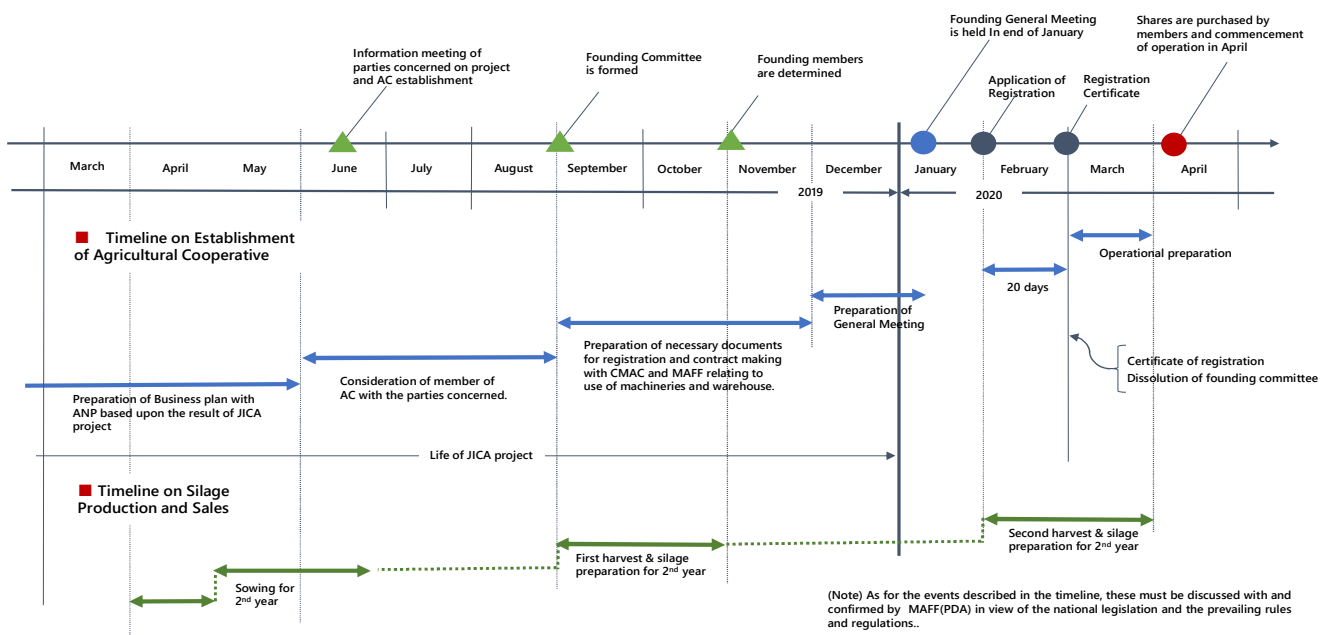 Founding General Meeting
is held In end of January
Shares are purchased by
members and commencement
of operation in April
Information meeting of
parties concerned on project
and AC establishment
Founding Committee
is formed
Founding members
are determined
Application of
Registration
Registration
Certificate
March
April
May
June
July
August
September
October
November
December
January
February
March
April
2019
2020
Timeline on Establishment
of Agricultural Cooperative
Operational preparation
20 days
Preparation of
General Meeting
Preparation of necessary documents
for registration and contract making
with CMAC and MAFF relating to
use of machineries and warehouse.
Certificate of registration
Dissolution of founding committee
Consideration of member of
AC with the parties concerned.
Preparation of Business plan with
ANP based upon the result of JICA
project
Life of JICA project
Timeline on Silage
Production and Sales
Second harvest & silage
preparation for 2nd year
First harvest & silage
preparation for 2nd year
Sowing for
2nd year
(Note) As for the events described in the timeline, these must be discussed with and
confirmed by MAFF(PDA) in view of the national legislation and the prevailing rules
and regulations..